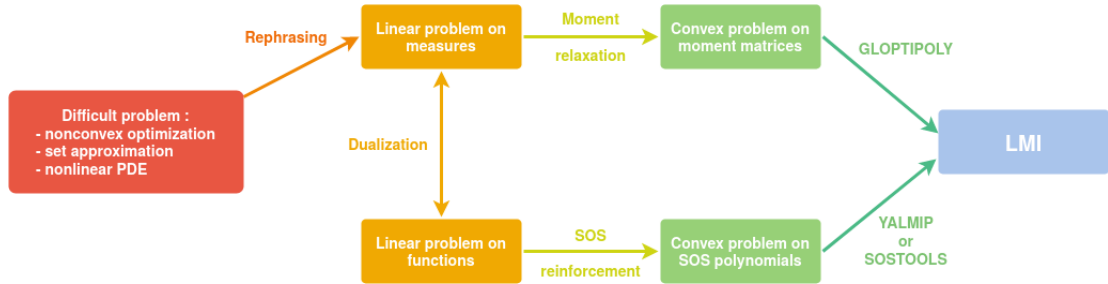 Rephrasing
Linear problem on
measures
Moment
relaxation
Convex problem on
moment matrices
GLOPTIPOLY
Difficult problem :
- nonconvex optimization
- set approximation
- nonlinear PDE
Dualization
LMI
Linear problem on
functions
SOS
reinforcement
Convex problem on
SOS polynomials
YALMIP
or
SOSTOOLS